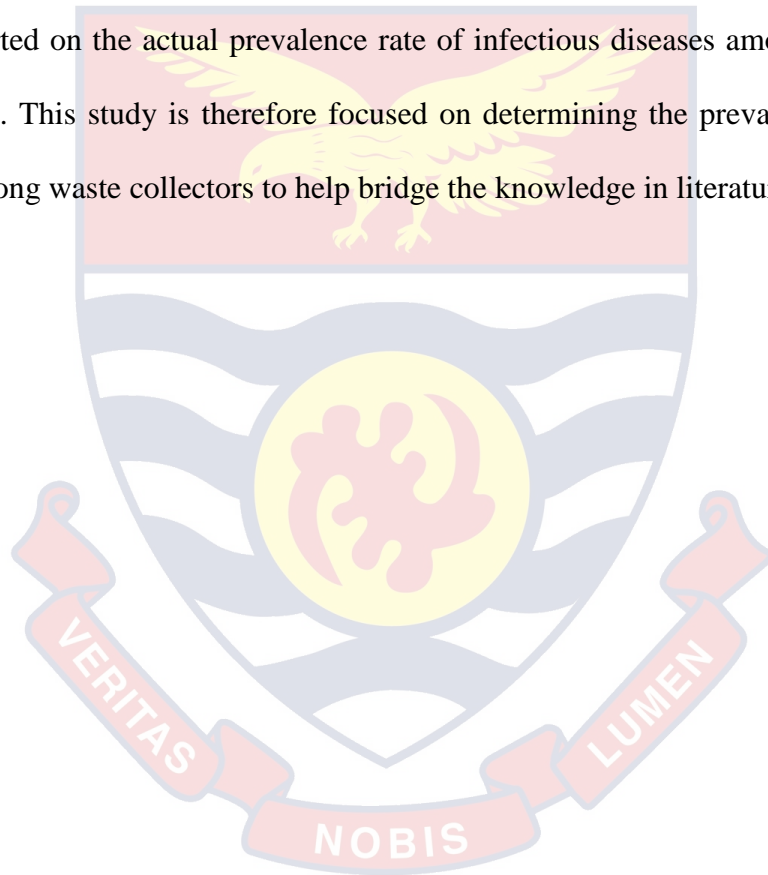 ted on the actual prevalence rate of infectious diseases amo
. This study is therefore focused on determining the preva
ong waste collectors to help bridge the knowledge in literatu
VERITAS
NOBIS
LUMEN